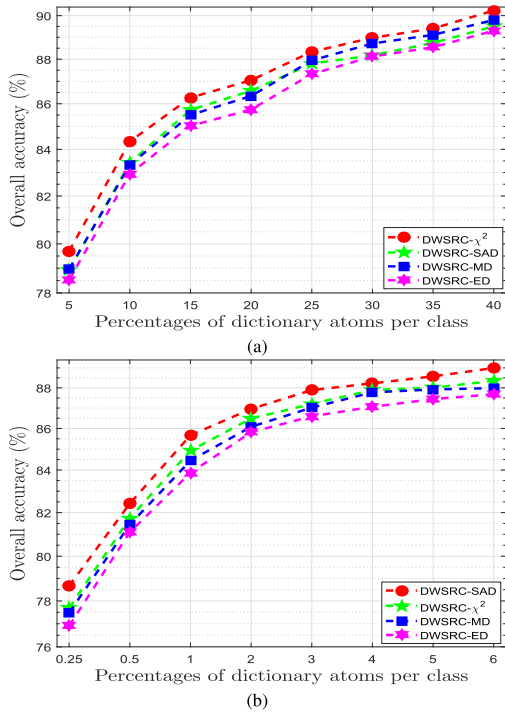 90
88
86
84
82
80
78
Overall accuracy (%)
DWSRC-χ²
DWSRC-SAD
DWSRC-MD
DWSRC-ED
5 10 15 20 25 30 35 40
Percentages of dictionary atoms per class
(a)
88
86
84
82
80
78
76
Overall accuracy (%)
DWSRC-SAD
DWSRC-χ²
DWSRC-MD
DWSRC-ED
0.25 0.5 1 2 3 4 5 6
Percentages of dictionary atoms per class
(b)